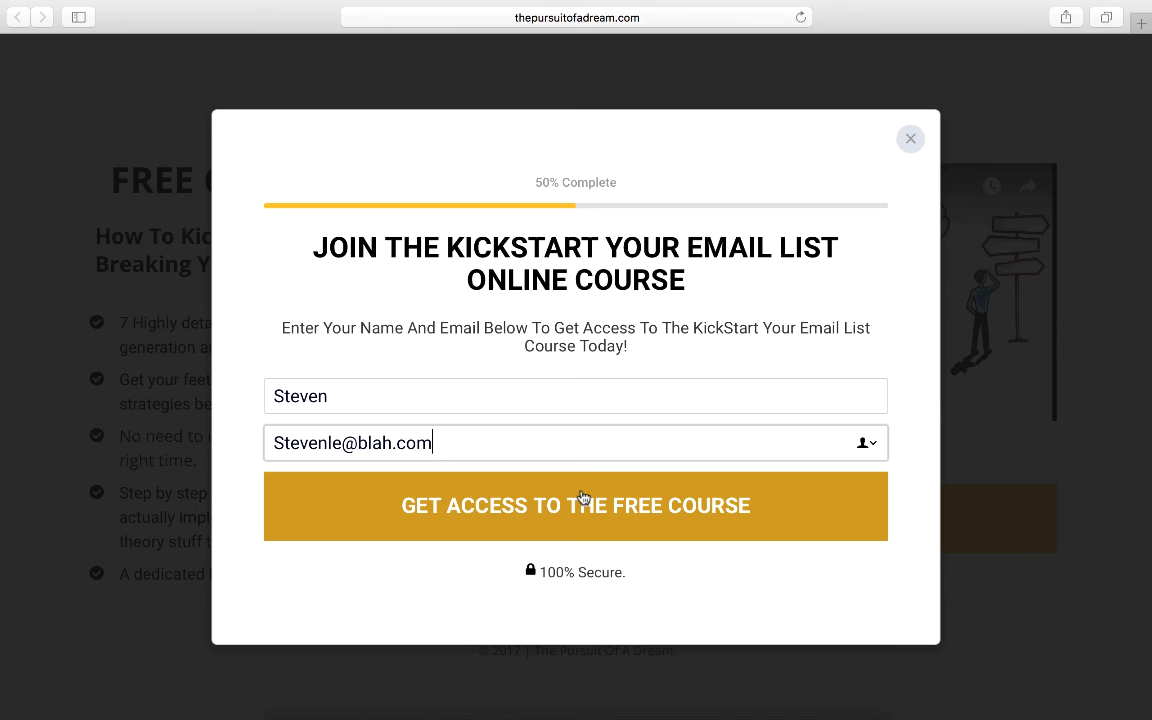 thepursuitofadream.com
50% Complete
JOIN THE KICKSTART YOUR EMAIL LIST
ONLINE COURSE
Enter Your Name And Email Below To Get Access To The KickStart Your Email List
Course Today!
Steven
Stevenle@blah.com
GET ACCESS TO THE FREE COURSE
100% Secure.
FREE
How To Kic
Breaking Y
7 Highly deta
generation a
Get your feet
strategies be
No need to
right time.
Step by step
actually impl
theory stuff t
A dedicated
© 2017 | The Pursuit Of A Dream